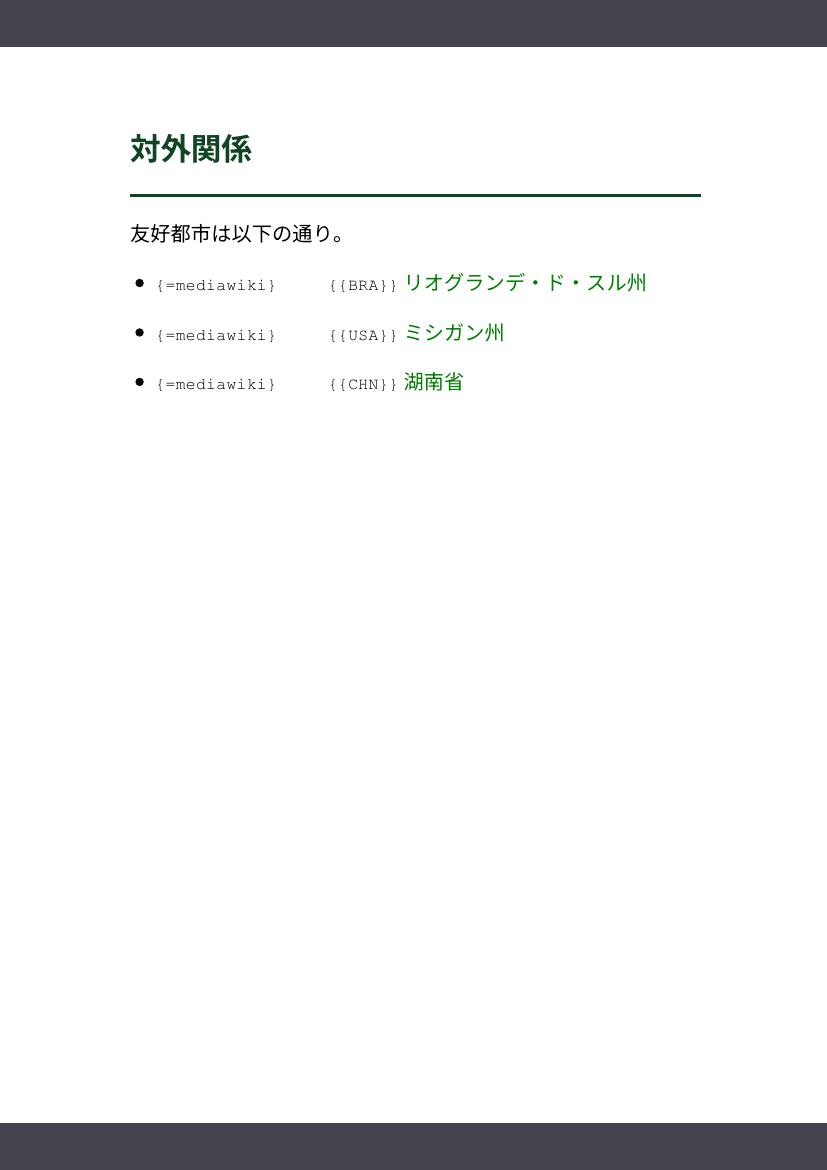 対外関係
友好都市は以下の通り。
• {=mediawiki} {{BRA}} リオグランデ・ド・スル州
• {=mediawiki} {{USA}} ミシガン州
• {=mediawiki} {{CHN}} 湖南省